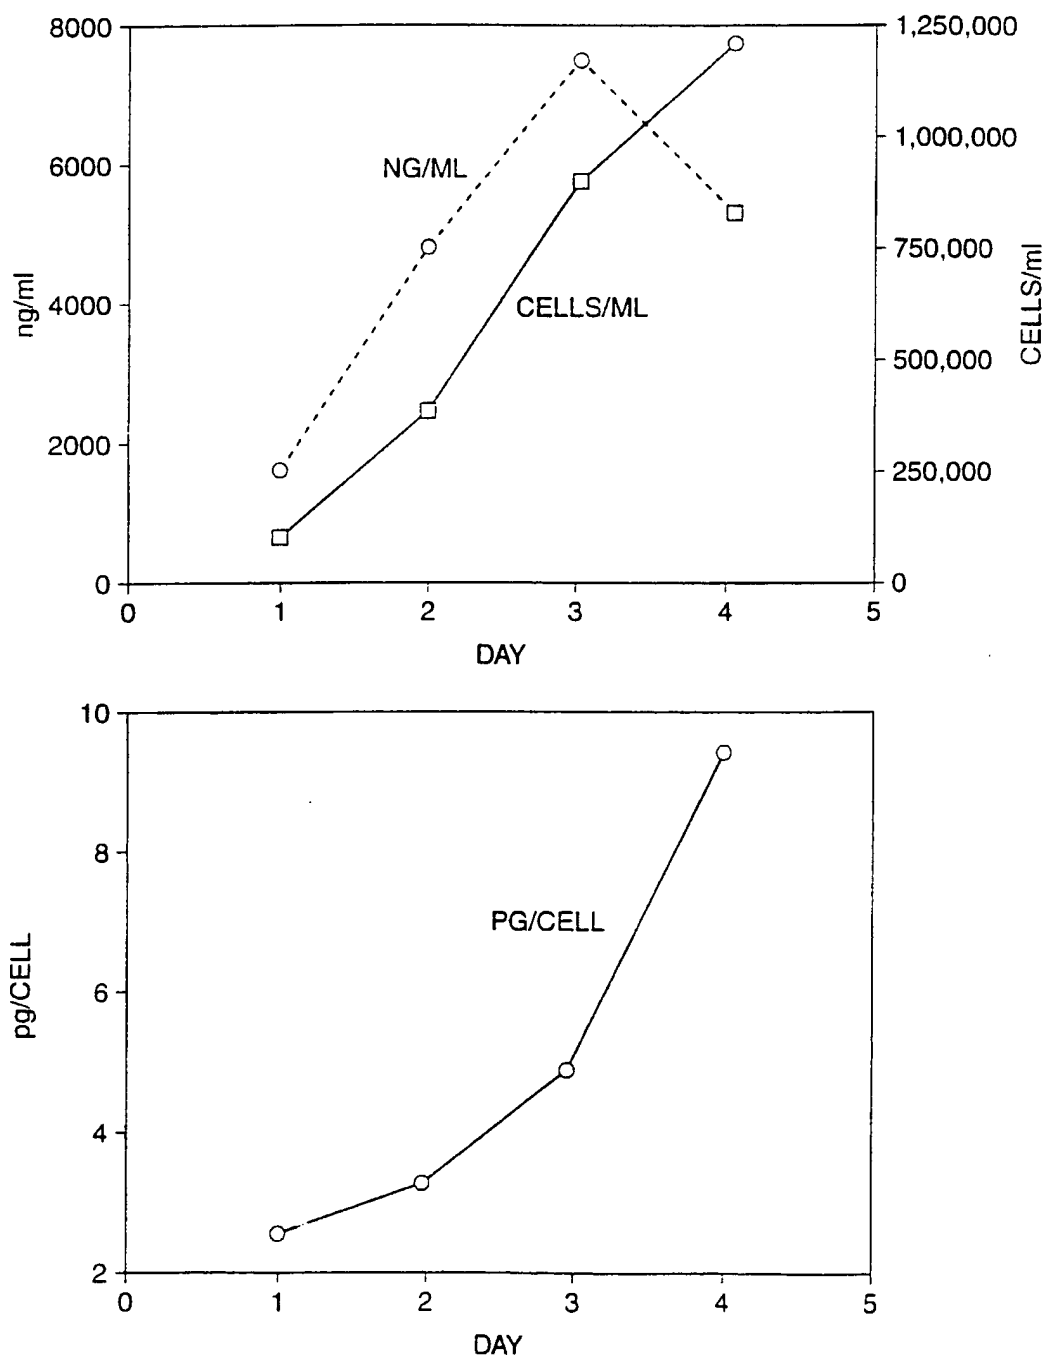 8000
1,250,000
NG/ML
6000
1,000,000
750,000
ng/ml
4000
CELLS/ML
CELLS/ml
500,000
2000
250,000
0
0
0 1 2 3 4 5
DAY
10
8
PG/CELL
pg/CELL
6
4
2
0 1 2 3 4 5
DAY